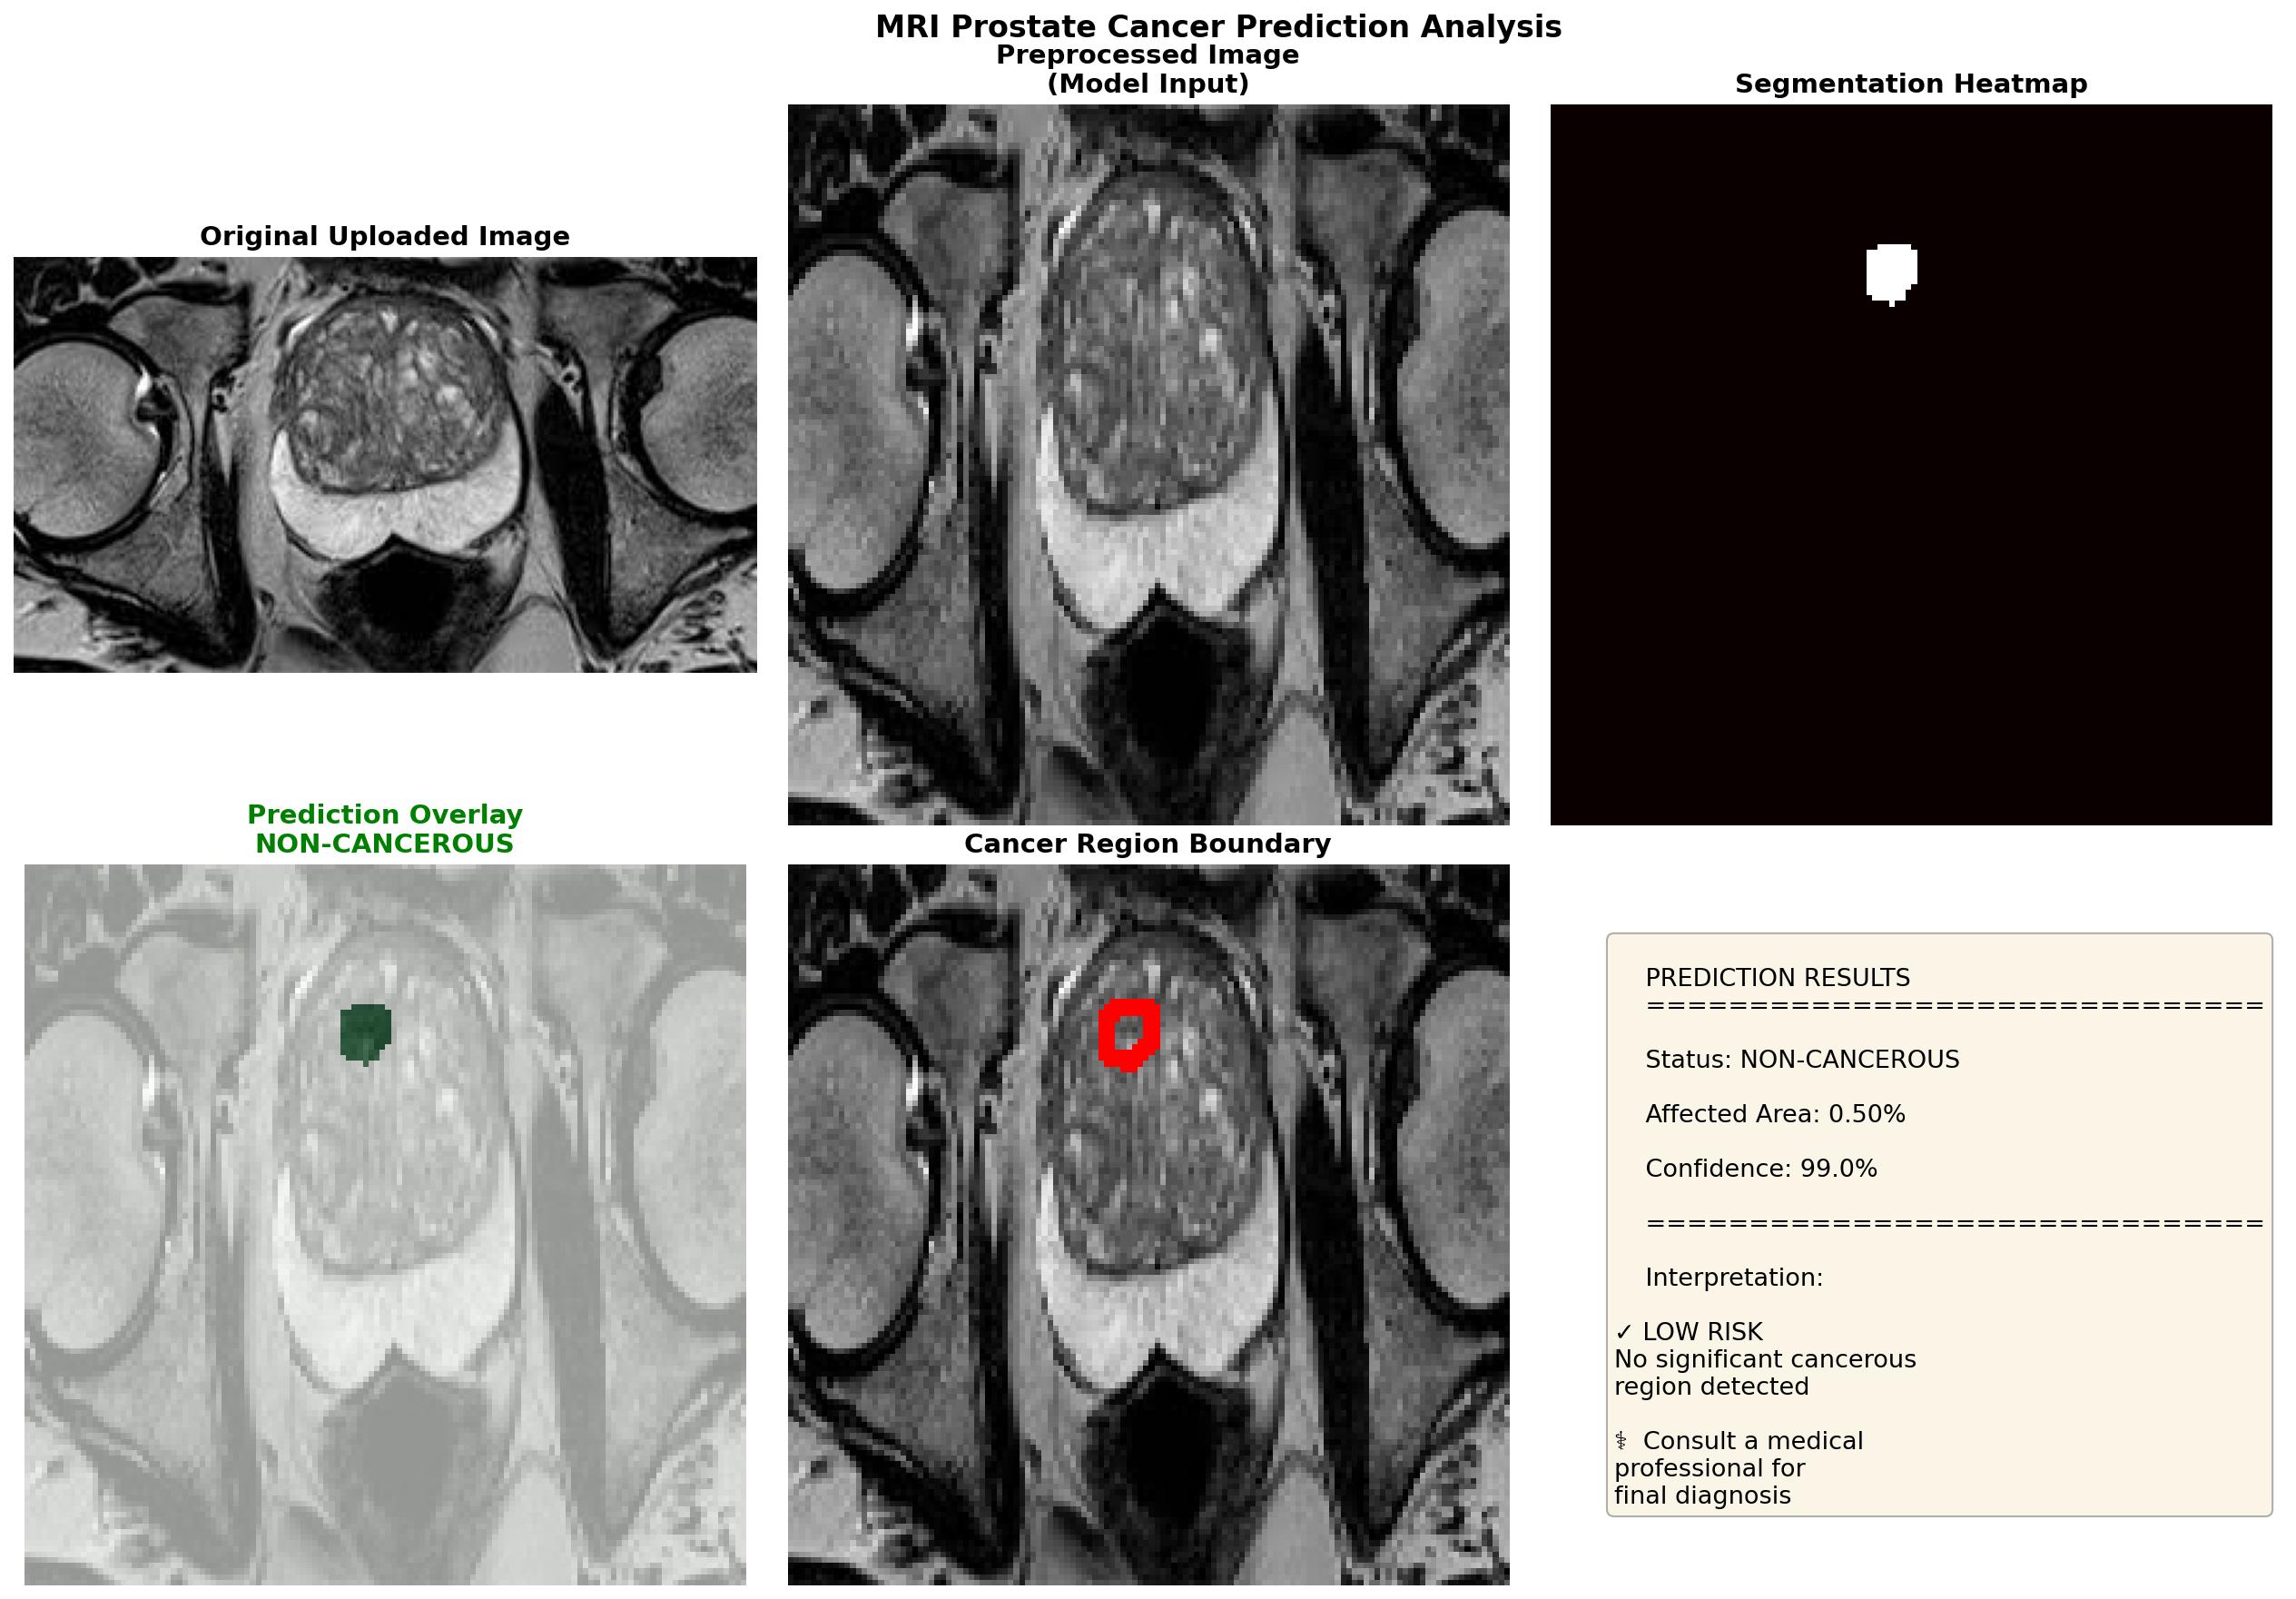 MRI Prostate Cancer Prediction Analysis
Original Uploaded Image
Preprocessed Image
(Model Input)
Segmentation Heatmap
Prediction Overlay
NON-CANCEROUS
Cancer Region Boundary
PREDICTION RESULTS
==============================
Status: NON-CANCEROUS
Affected Area: 0.50%
Confidence: 99.0%
==============================
Interpretation:
✓ LOW RISK
No significant cancerous
region detected
⚕ Consult a medical
professional for
final diagnosis